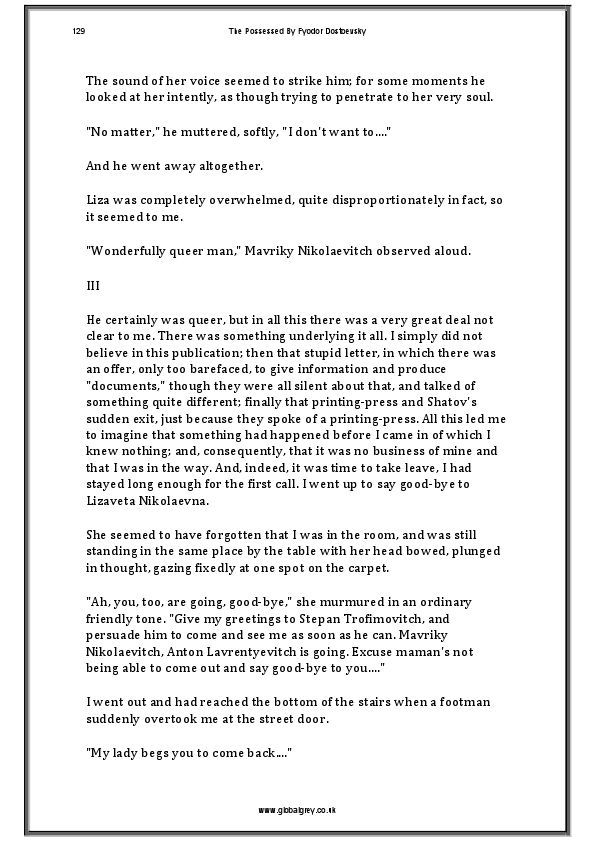 129 The Possessed By Fyodor Dostoevsky
The sound of her voice seemed to strike him; for some moments he
looked at her intently, as though trying to penetrate to her very soul.
"No matter," he muttered, softly, "I don't want to...."
And he went away altogether.
Liza was completely overwhelmed, quite disproportionately in fact, so
it seemed to me.
"Wonderfully queer man," Mavriky Nikolaevitch observed aloud.
III
He certainly was queer, but in all this there was a very great deal not
clear to me. There was something underlying it all. I simply did not
believe in this publication; then that stupid letter, in which there was
an offer, only too barefaced, to give information and produce
"documents," though they were all silent about that, and talked of
something quite different; finally that printing-press and Shatov's
sudden exit, just because they spoke of a printing-press. All this led me
to imagine that something had happened before I came in of which I
knew nothing; and, consequently, that it was no business of mine and
that I was in the way. And, indeed, it was time to take leave, I had
stayed long enough for the first call. I went up to say good-bye to
Lizaveta Nikolaevna.
She seemed to have forgotten that I was in the room, and was still
standing in the same place by the table with her head bowed, plunged
in thought, gazing fixedly at one spot on the carpet.
"Ah, you, too, are going, good-bye," she murmured in an ordinary
friendly tone. "Give my greetings to Stepan Trofimovitch, and
persuade him to come and see me as soon as he can. Mavriky
Nikolaevitch, Anton Lavrentyevitch is going. Excuse maman's not
being able to come out and say good-bye to you...."
I went out and had reached the bottom of the stairs when a footman
suddenly overtook me at the street door.
"My lady begs you to come back...."
www.globalgrey.co.uk